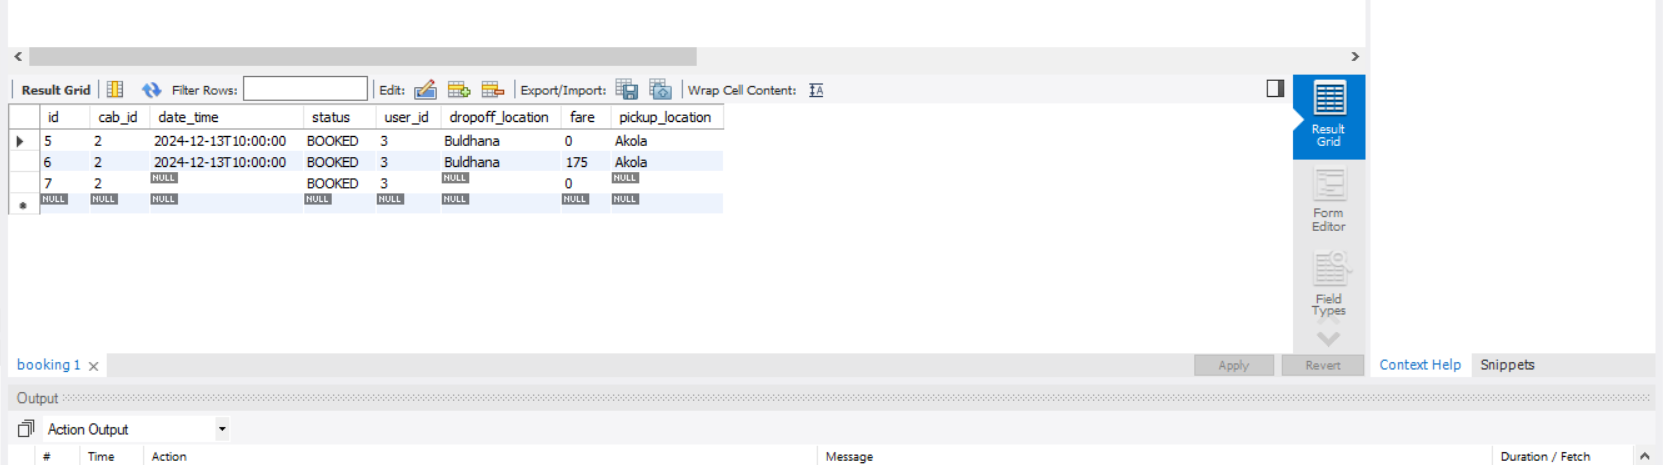 Result Grid Filter Rows: Edit: Export/Import: Wrap Cell Content: IA
id cab_id date_time status user_id dropoff_location fare pickup_location
5 2 2024-12-13T10:00:00 BOOKED 3 Buldhana 0 Akola
6 2 2024-12-13T10:00:00 BOOKED 3 Buldhana 175 Akola
7 2 NULL BOOKED 3 NULL 0 NULL
NULL NULL NULL NULL NULL NULL NULL NULL
Result
Grid
Form
Editor
Field
Types
booking 1
Apply Revert
Context Help Snippets
Output
Action Output
# Time Action Message Duration / Fetch